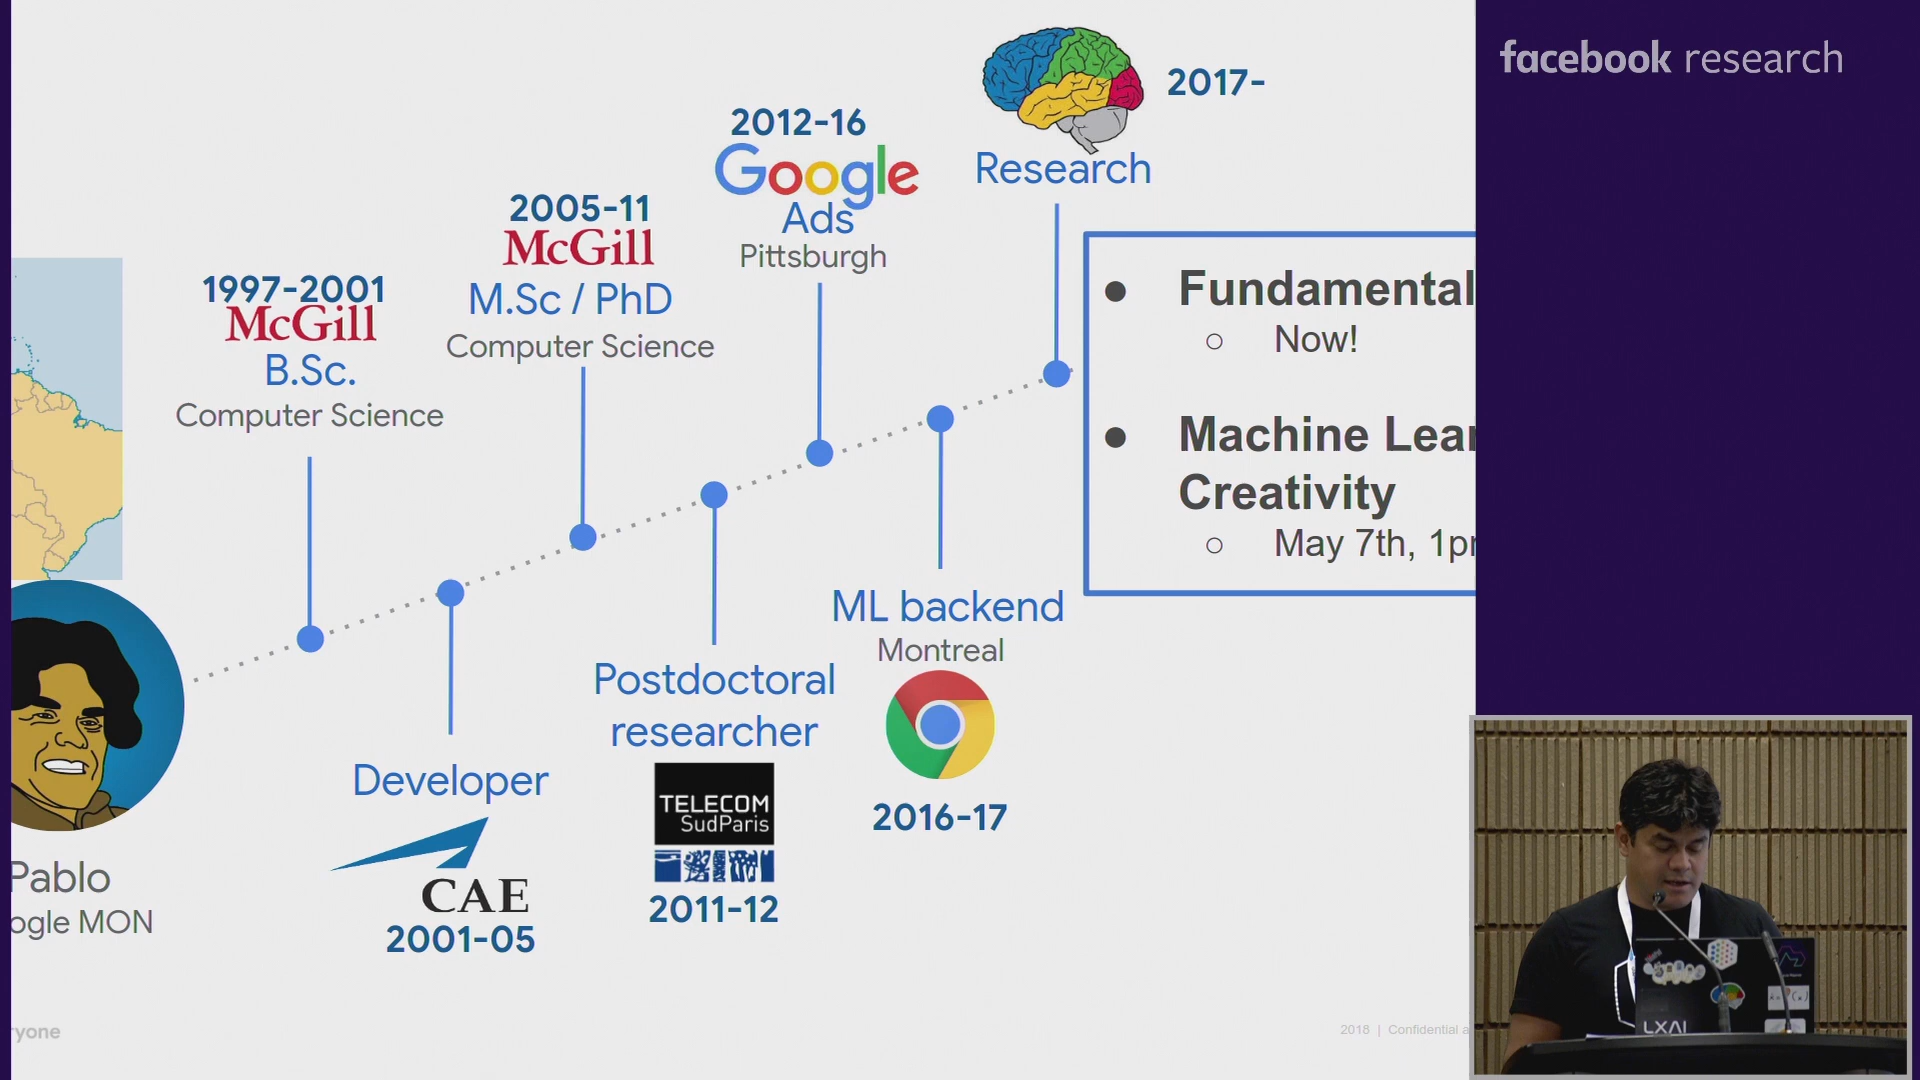 facebook research
2017-
Research
2012-16
Google
Ads
Pittsburgh
2005-11
McGill
M.Sc / PhD
Computer Science
1997-2001
McGill
B.Sc.
Computer Science
Fundamental
Now!
Machine Lear
Creativity
May 7th, 1p
ML backend
Montreal
2016-17
Postdoctoral
researcher
TELECOM
SudParis
2011-12
Developer
CAE
2001-05
Pablo
ogle MON
ryone
2018 | Confidential a
LXAI